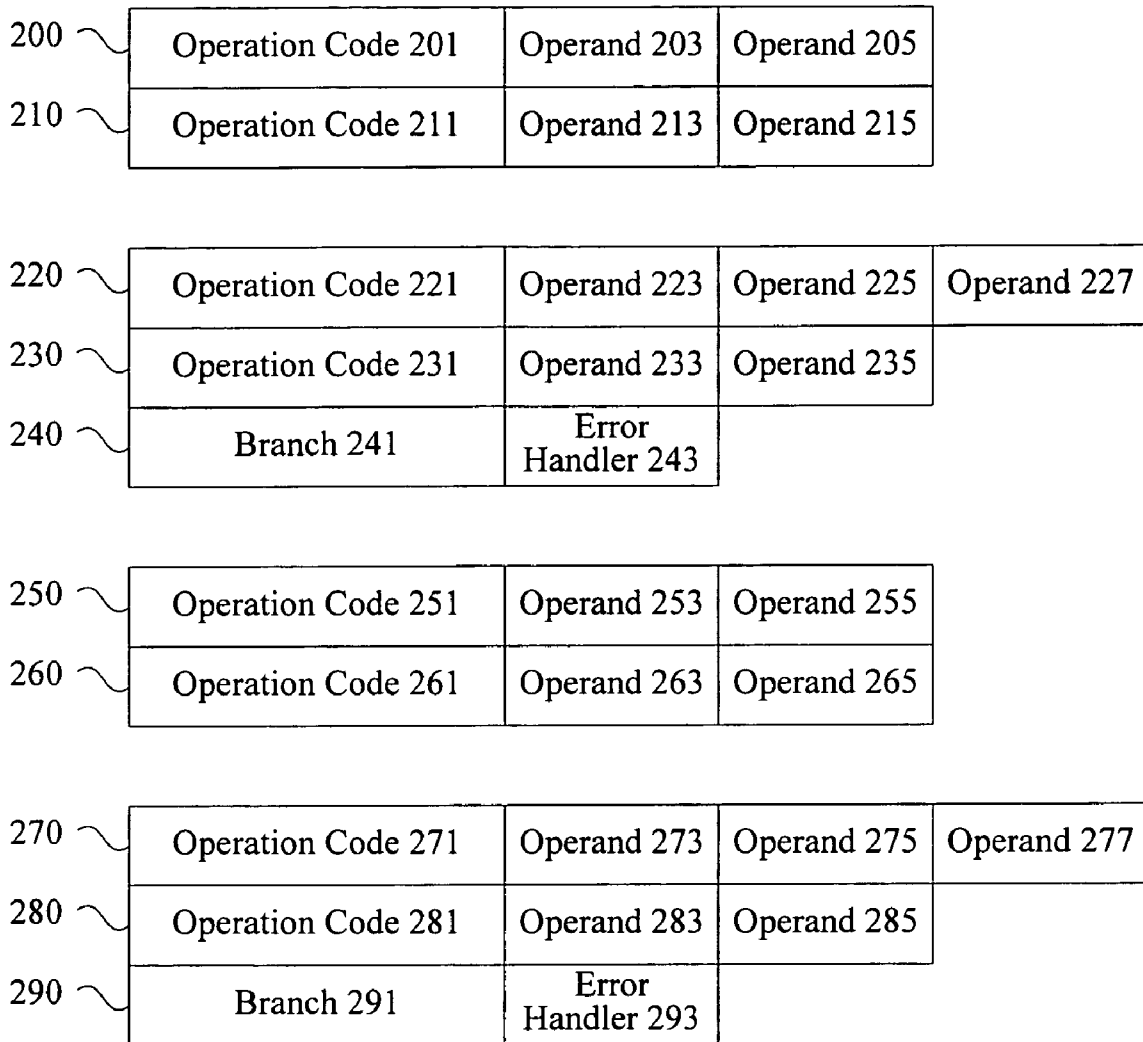 200 Operation Code 201 Operand 203 Operand 205
210 Operation Code 211 Operand 213 Operand 215
220 Operation Code 221 Operand 223 Operand 225 Operand 227
230 Operation Code 231 Operand 233 Operand 235
240 Branch 241 Error
Handler 243
250 Operation Code 251 Operand 253 Operand 255
260 Operation Code 261 Operand 263 Operand 265
270 Operation Code 271 Operand 273 Operand 275 Operand 277
280 Operation Code 281 Operand 283 Operand 285
290 Branch 291 Error
Handler 293